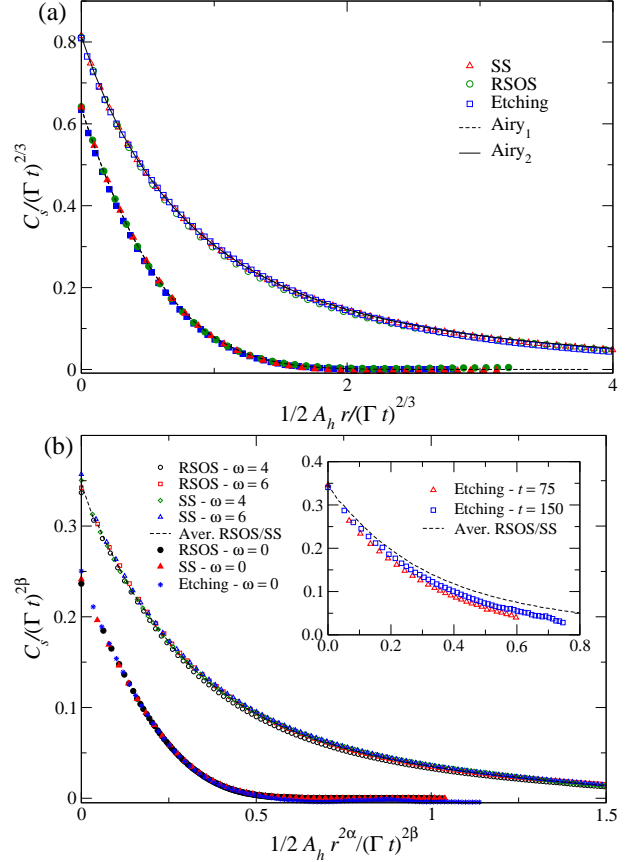 (a)
0.8
0.6
0.4
0.2
0
C_s/(Γ t)^{2/3}
SS
RSOS
Etching
Airy_1
Airy_2
0 2 4
1/2 A_h r/(Γ t)^{2/3}
(b)
0.3
0.2
0.1
0
C_s/(Γ t)^{2β}
RSOS - ω = 4
RSOS - ω = 6
SS - ω = 4
SS - ω = 6
Aver. RSOS/SS
RSOS - ω = 0
SS - ω = 0
Etching - ω = 0
0.4
0.3
0.2
0.1
0.0
Etching - t = 75
Etching - t = 150
Aver. RSOS/SS
0.0 0.2 0.4 0.6 0.8
0 0.5 1 1.5
1/2 A_h r^{2α}/(Γ t)^{2β}